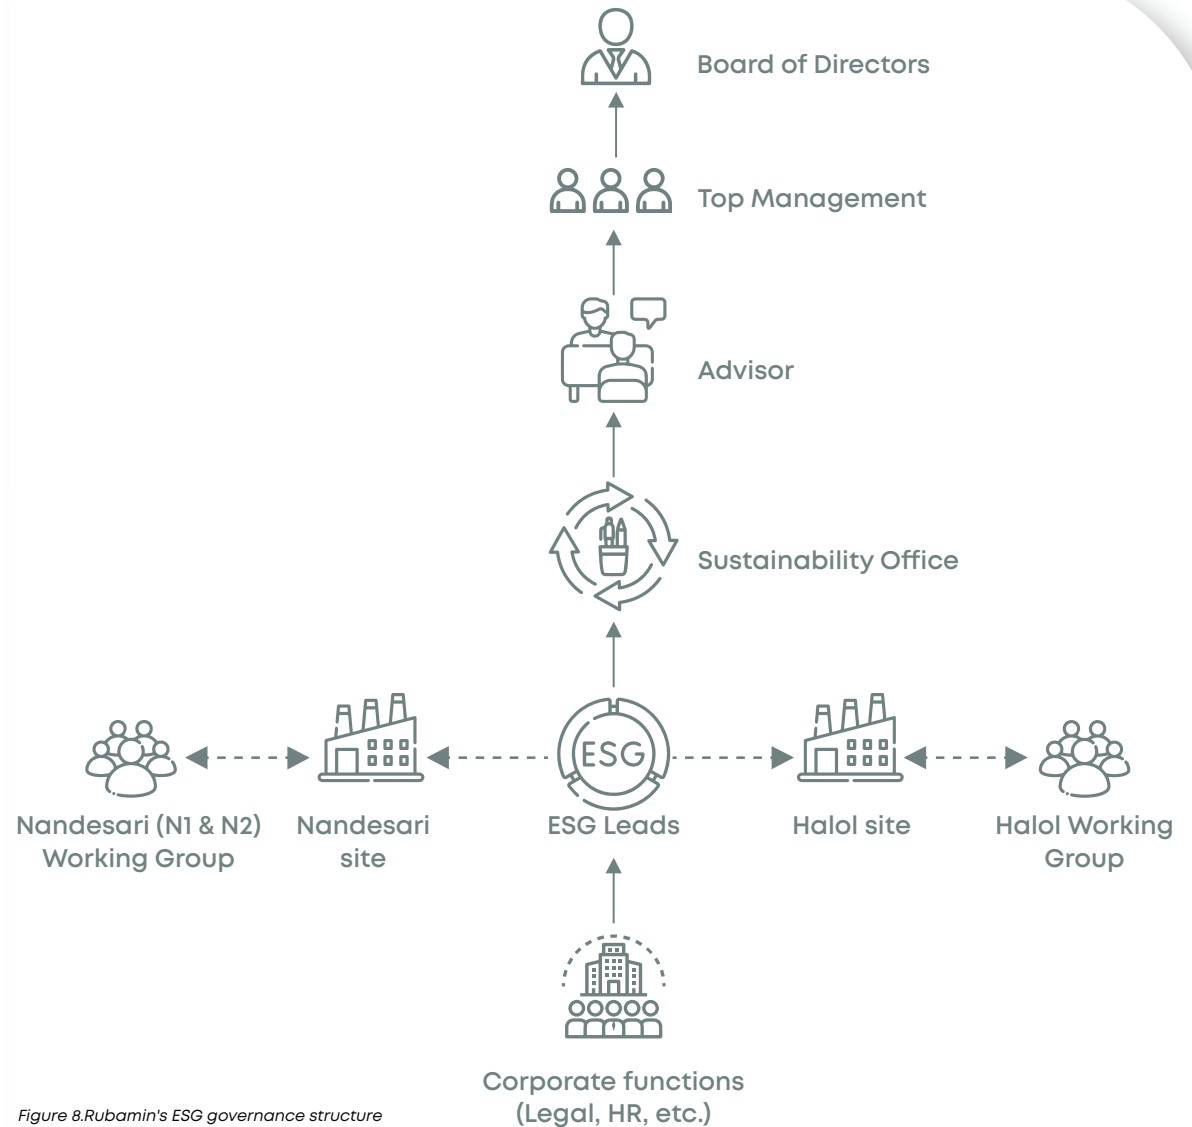 Board of Directors
Top Management
Advisor
Sustainability Office
ESG
Nandesari (N1 & N2)
Working Group
Nandesari
site
ESG Leads
Halol site
Halol Working
Group
Corporate functions
(Legal, HR, etc.)
Figure 8.Rubamin's ESG governance structure